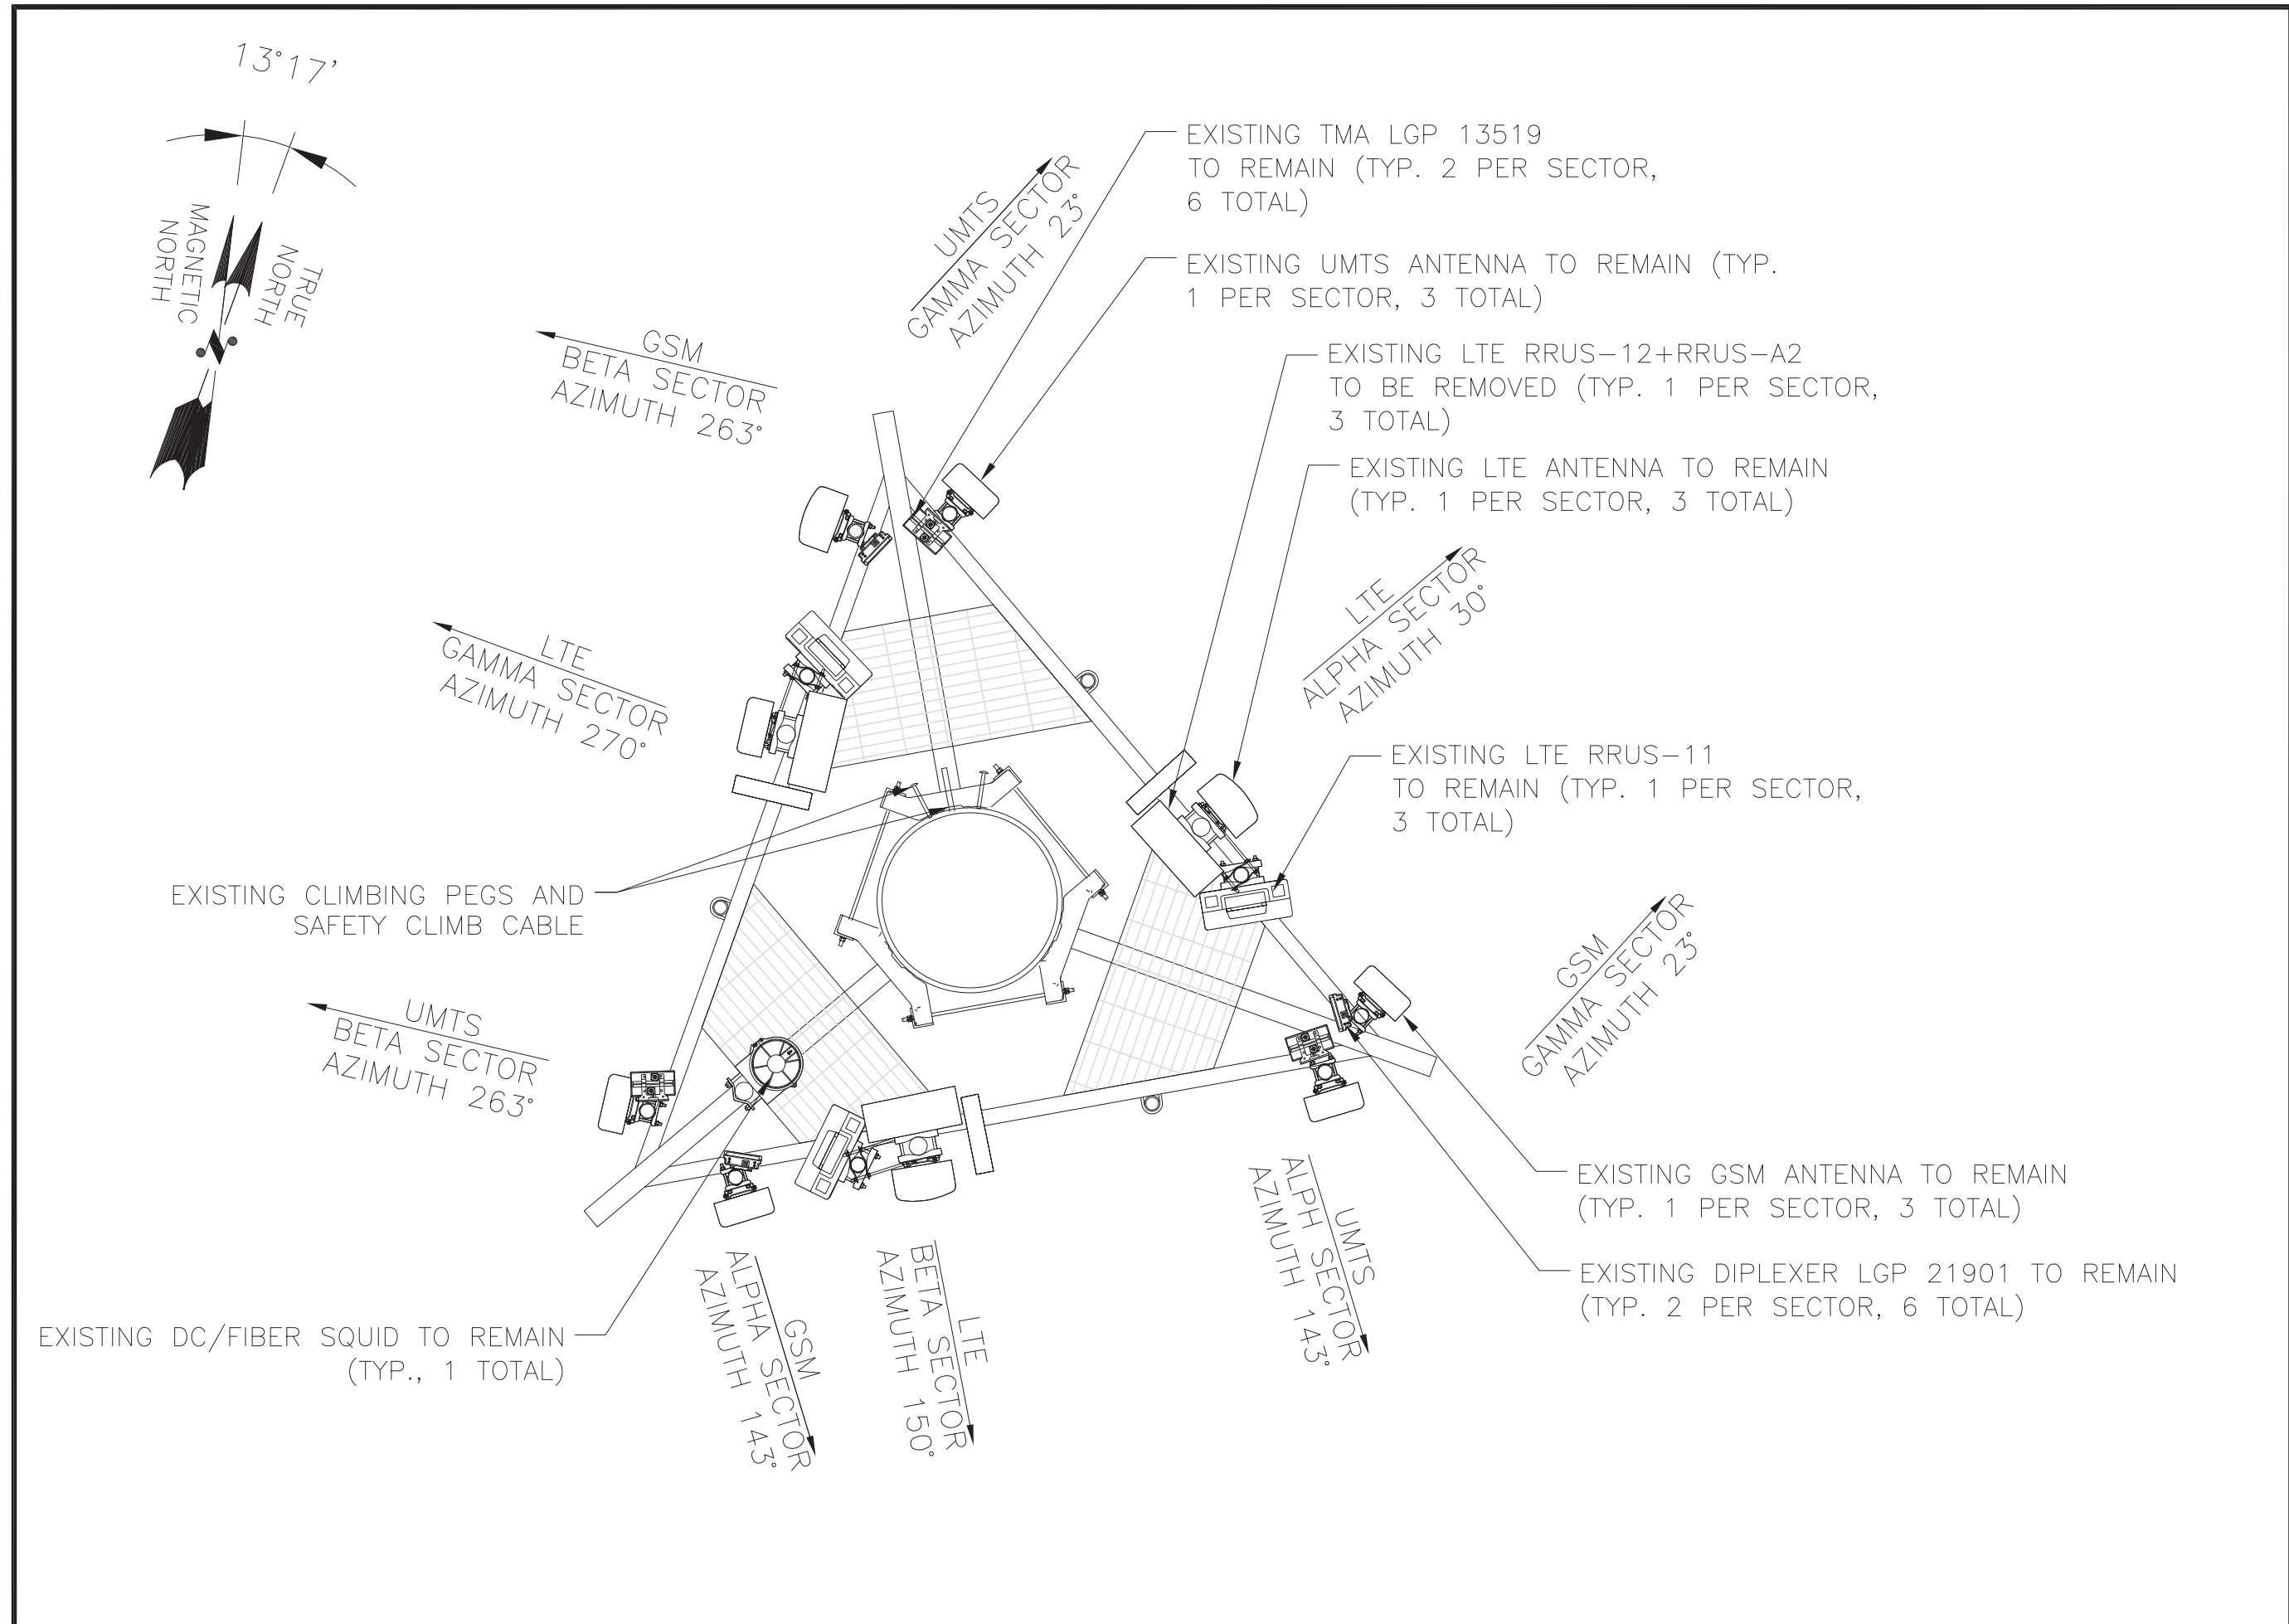 13°17'
MAGNETIC
NORTH
TRUE
NORTH
N
UMTS
GAMMA SECTOR
AZIMUTH 23°
EXISTING TMA LGP 13519
TO REMAIN (TYP. 2 PER SECTOR,
6 TOTAL)
EXISTING UMTS ANTENNA TO REMAIN (TYP.
1 PER SECTOR, 3 TOTAL)
GSM
BETA SECTOR
AZIMUTH 263°
EXISTING LTE RRUS-12+RRUS-A2
TO BE REMOVED (TYP. 1 PER SECTOR,
3 TOTAL)
EXISTING LTE ANTENNA TO REMAIN
(TYP. 1 PER SECTOR, 3 TOTAL)
LTE
ALPHA SECTOR
AZIMUTH 30°
LTE
GAMMA SECTOR
AZIMUTH 270°
EXISTING LTE RRUS-11
TO REMAIN (TYP. 1 PER SECTOR,
3 TOTAL)
EXISTING CLIMBING PEGS AND
SAFETY CLIMB CABLE
GSM
GAMMA SECTOR
AZIMUTH 23°
UMTS
BETA SECTOR
AZIMUTH 263°
EXISTING GSM ANTENNA TO REMAIN
(TYP. 1 PER SECTOR, 3 TOTAL)
UMTS
ALPH SECTOR
AZIMUTH 143°
EXISTING DIPLEXER LGP 21901 TO REMAIN
(TYP. 2 PER SECTOR, 6 TOTAL)
EXISTING DC/FIBER SQUID TO REMAIN
(TYP., 1 TOTAL)
GSM
ALPHA SECTOR
AZIMUTH 143°
LTE
BETA SECTOR
AZIMUTH 150°